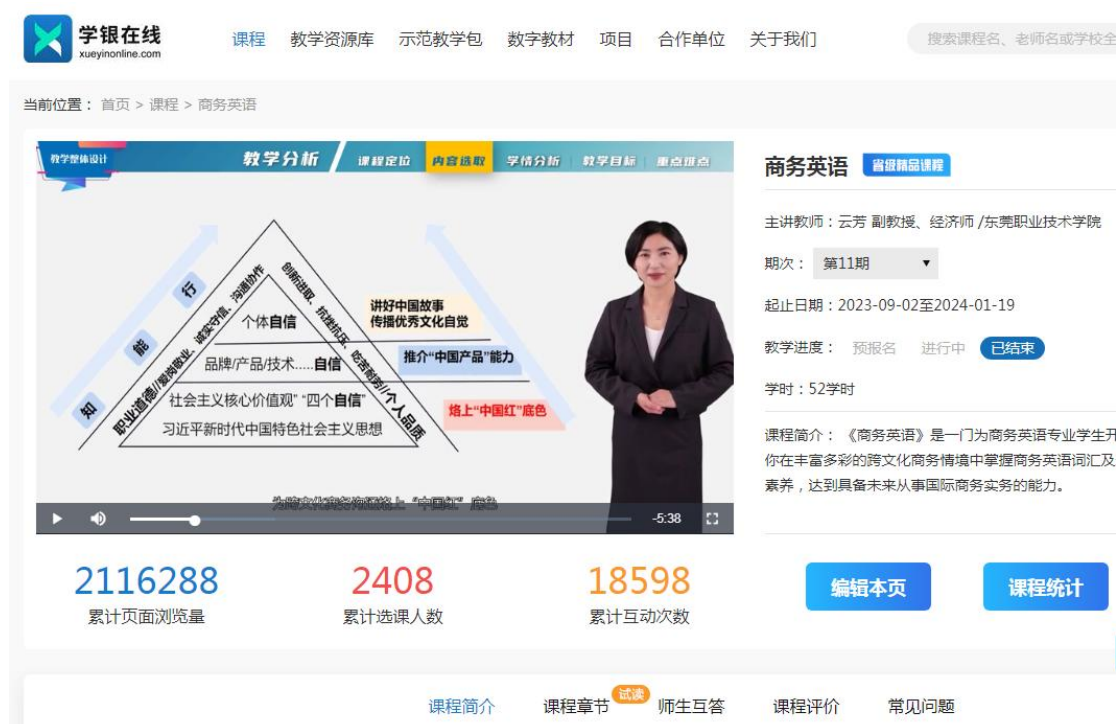 学银在线
xueyinonline.com
课程 教学资源库 示范教学包 数字教材 项目 合作单位 关于我们
搜索课程名、老师名或学校全
当前位置： 首页 > 课程 > 商务英语
教学整体设计
教学分析 课程定位 内容选取 学情分析 教学目标 重点难点
知 能 行
职业道德//爱岗敬业、诚实守信、沟通协作
创新进取、抗挫抗压、吃苦耐劳//个人品质
个体自信
品牌/产品/技术.....自信
社会主义核心价值观” “四个自信”
习近平新时代中国特色社会主义思想
讲好中国故事
传播优秀文化自觉
推介“中国产品”能力
烙上“中国红”底色
为跨文化商务沟通烙上 “中国红” 底色
-5:38
商务英语 省级精品课程
主讲教师：云芳 副教授、经济师 /东莞职业技术学院
期次： 第11期
起止日期：2023-09-02至2024-01-19
教学进度： 预报名 进行中 已结束
学时：52学时
课程简介： 《商务英语》是一门为商务英语专业学生开
你在丰富多彩的跨文化商务情境中掌握商务英语词汇及
素养，达到具备未来从事国际商务实务的能力。
2116288
累计页面浏览量
2408
累计选课人数
18598
累计互动次数
编辑本页 课程统计
课程简介 课程章节 试读 师生互答 课程评价 常见问题